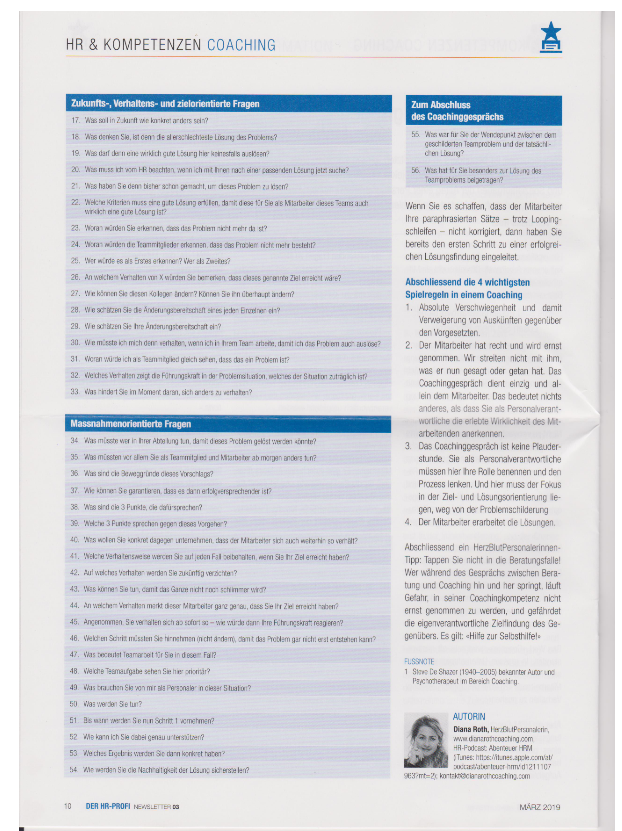 HR & KOMPETENZEN COACHING
Zukunfts-, Verhaltens- und zielorientierte Fragen
17. Was soll in Zukunft wie konkret anders sein?
18. Was denken Sie, ist denn die allerschlechteste Lösung des Problems?
19. Was darf denn eine wirklich gute Lösung hier keinesfalls auslösen?
20. Was muss ich vom HR beachten, wenn ich mit Ihnen nach einer passenden Lösung jetzt suche?
21. Was haben Sie denn bisher schon gemacht, um dieses Problem zu lösen?
22. Welche Kriterien muss eine gute Lösung erfüllen, damit diese für Sie als Mitarbeiter dieses Teams auch
wirklich eine gute Lösung ist?
23. Woran würden Sie erkennen, dass das Problem nicht mehr da ist?
24. Woran würden die Teammitglieder erkennen, dass das Problem nicht mehr besteht?
25. Wer würde es als Erstes erkennen? Wer als Zweites?
26. An welchem Verhalten von X würden Sie bemerken, dass dieses genannte Ziel erreicht wäre?
27. Wie können Sie diesen Kollegen ändern? Können Sie ihn überhaupt ändern?
28. Wie schätzen Sie die Änderungsbereitschaft eines jeden Einzelnen ein?
29. Wie schätzen Sie Ihre Änderungsbereitschaft ein?
30. Wie müsste ich mich denn verhalten, wenn ich in Ihrem Team arbeite, damit ich das Problem auch auslöse?
31. Woran würde ich als Teammitglied gleich sehen, dass das ein Problem ist?
32. Welches Verhalten zeigt die Führungskraft in der Problemsituation, welches der Situation zuträglich ist?
33. Was hindert Sie im Moment daran, sich anders zu verhalten?
Massnahmenorientierte Fragen
34. Was müsste wer in Ihrer Abteilung tun, damit dieses Problem gelöst werden könnte?
35. Was müssten vor allem Sie als Teammitglied und Mitarbeiter ab morgen anders tun?
36. Was sind die Beweggründe dieses Vorschlags?
37. Wie können Sie garantieren, dass es dann erfolgversprechender ist?
38. Was sind die 3 Punkte, die dafürsprechen?
39. Welche 3 Punkte sprechen gegen dieses Vorgehen?
40. Was wollen Sie konkret dagegen unternehmen, dass der Mitarbeiter sich auch weiterhin so verhält?
41. Welche Verhaltensweise werden Sie auf jeden Fall beibehalten, wenn Sie Ihr Ziel erreicht haben?
42. Auf welches Verhalten werden Sie zukünftig verzichten?
43. Was können Sie tun, damit das Ganze nicht noch schlimmer wird?
44. An welchem Verhalten merkt dieser Mitarbeiter ganz genau, dass Sie Ihr Ziel erreicht haben?
45. Angenommen, Sie verhalten sich ab sofort so – wie würde dann Ihre Führungskraft reagieren?
46. Welchen Schritt müssten Sie hinnehmen (nicht ändern), damit das Problem gar nicht erst entstehen kann?
47. Was bedeutet Teamarbeit für Sie in diesem Fall?
48. Welche Teamaufgabe sehen Sie hier prioritär?
49. Was brauchen Sie von mir als Personaler in dieser Situation?
50. Was werden Sie tun?
51. Bis wann werden Sie nun Schritt 1 vornehmen?
52. Wie kann ich Sie dabei genau unterstützen?
53. Welches Ergebnis werden Sie dann konkret haben?
54. Wie werden Sie die Nachhaltigkeit der Lösung sicherstellen?
Zum Abschluss
des Coachinggesprächs
55. Was war für Sie der Wendepunkt zwischen dem
geschilderten Teamproblem und der tatsächli-
chen Lösung?
56. Was hat für Sie besonders zur Lösung des
Teamproblems beigetragen?
Wenn Sie es schaffen, dass der Mitarbeiter
Ihre paraphrasierten Sätze – trotz Looping-
schleifen – nicht korrigiert, dann haben Sie
bereits den ersten Schritt zu einer erfolgrei-
chen Lösungsfindung eingeleitet.
Abschliessend die 4 wichtigsten
Spielregeln in einem Coaching
1. Absolute Verschwiegenheit und damit
Verweigerung von Auskünften gegenüber
den Vorgesetzten.
2. Der Mitarbeiter hat recht und wird ernst
genommen. Wir streiten nicht mit ihm,
was er nun gesagt oder getan hat. Das
Coachinggespräch dient einzig und al-
lein dem Mitarbeiter. Das bedeutet nichts
anderes, als dass Sie als Personalverant-
wortliche die erlebte Wirklichkeit des Mit-
arbeitenden anerkennen.
3. Das Coachinggespräch ist keine Plauder-
stunde. Sie als Personalverantwortliche
müssen hier Ihre Rolle benennen und den
Prozess lenken. Und hier muss der Fokus
in der Ziel- und Lösungsorientierung lie-
gen, weg von der Problemschilderung
4. Der Mitarbeiter erarbeitet die Lösungen.
Abschliessend ein HerzBlutPersonalerinnen-
Tipp: Tappen Sie nicht in die Beratungsfalle!
Wer während des Gesprächs zwischen Bera-
tung und Coaching hin und her springt, läuft
Gefahr, in seiner Coachingkompetenz nicht
ernst genommen zu werden, und gefährdet
die eigenverantwortliche Zielfindung des Ge-
genübers. Es gilt: «Hilfe zur Selbsthilfe!»
FUSSNOTE
1 Steve De Shazer (1940–2005) bekannter Autor und
Psychotherapeut im Bereich Coaching.
AUTORIN
Diana Roth, HerzBlutPersonalerin,
www.dianarothcoaching.com,
HR-Podcast: Abenteuer HRM
(iTunes: https://itunes.apple.com/at/
podcast/abenteuer-hrm/id1211107
963?mt=2); kontakt@dianarothcoaching.com
10 DER HR-PROFI NEWSLETTER 03
MÄRZ 2019